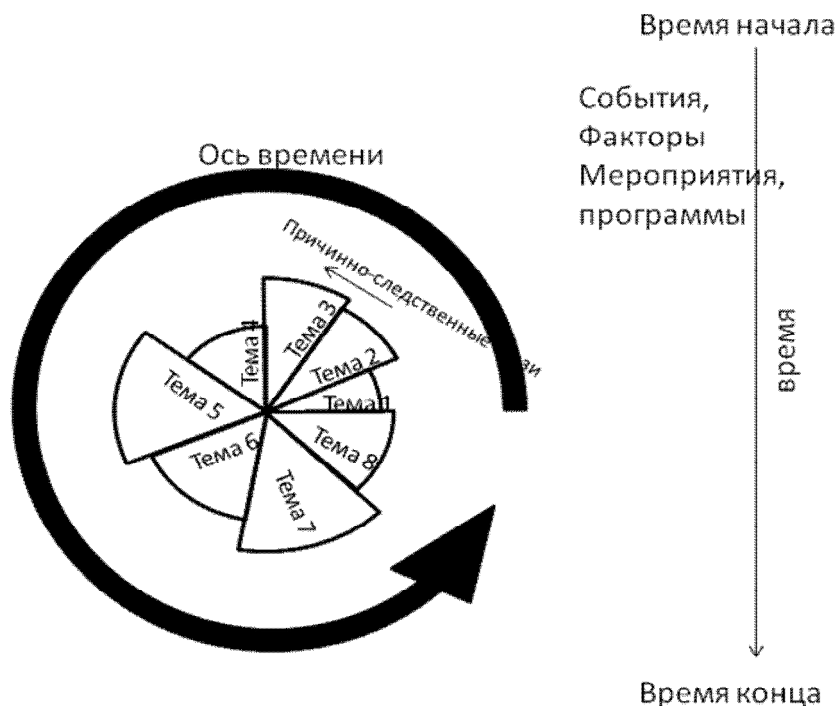 Время начала
События,
Факторы
Мероприятия,
программы
Ось времени
Причинно-следственные
Тема 3
Тема 2
Тема 4
Тема 1
Тема 5
Тема 6
Тема 8
Тема 7
время
Время конца